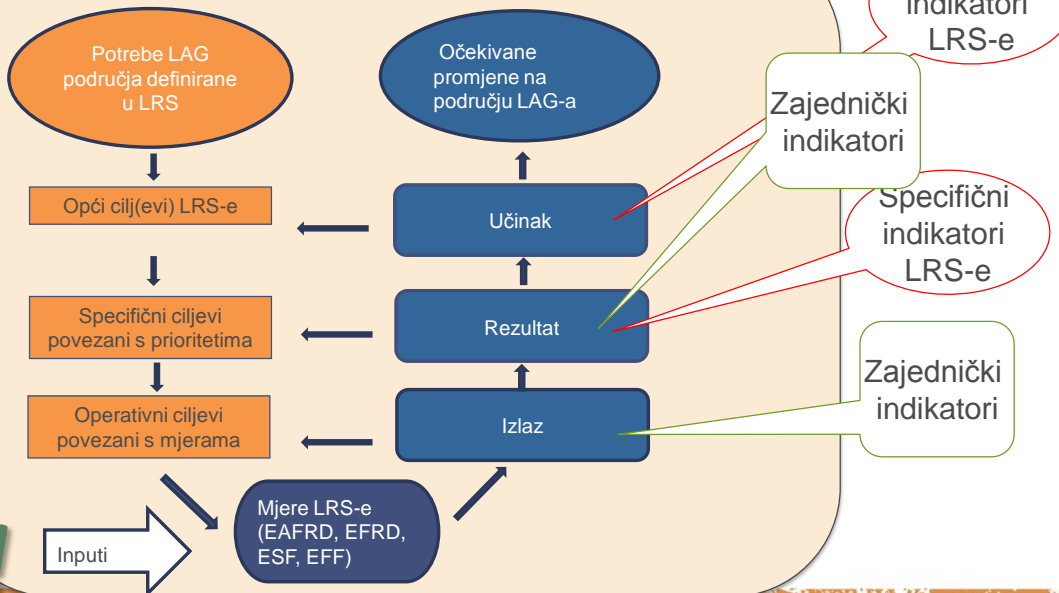 indikatori
LRS-e
Potrebe LAG
područja definirane
u LRS
Očekivane
promjene na
području LAG-a
Zajednički
indikatori
Opći cilj(evi) LRS-e
Učinak
Specifični
indikatori
LRS-e
Specifični ciljevi
povezani s prioritetima
Rezultat
Zajednički
indikatori
Operativni ciljevi
povezani s mjerama
Izlaz
Mjere LRS-e
(EAFRD, EFRD,
ESF, EFF)
Inputi